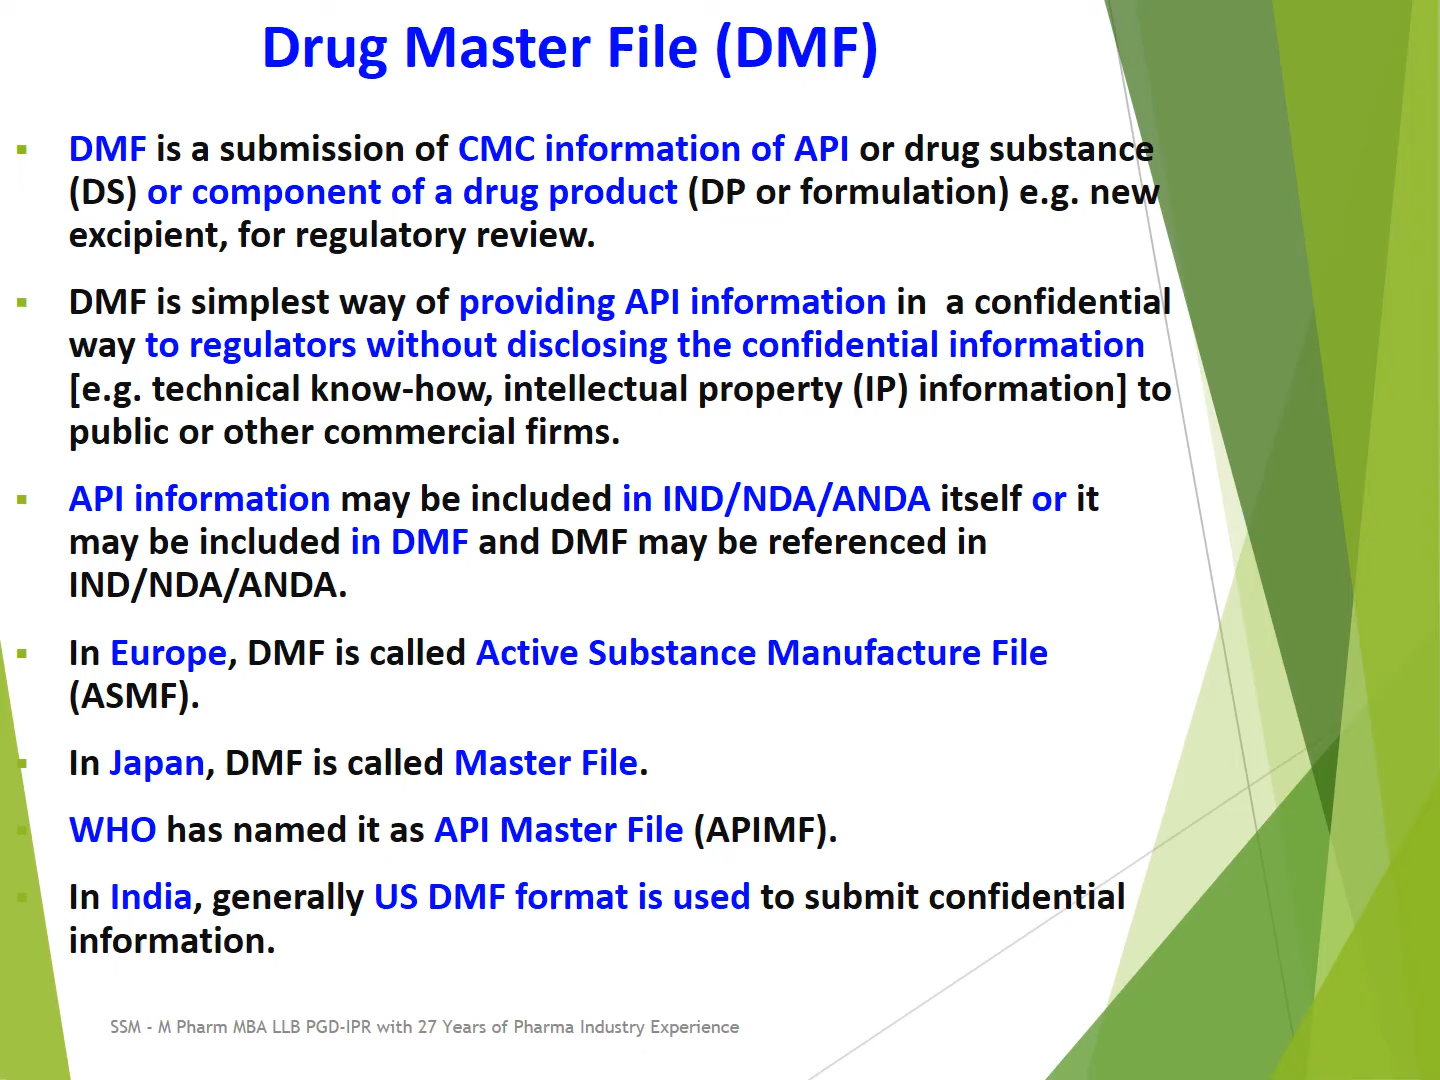 Drug Master File (DMF)
▪ DMF is a submission of CMC information of API or drug substance
(DS) or component of a drug product (DP or formulation) e.g. new
excipient, for regulatory review.
▪ DMF is simplest way of providing API information in  a confidential
way to regulators without disclosing the confidential information
[e.g. technical know-how, intellectual property (IP) information] to
public or other commercial firms.
▪ API information may be included in IND/NDA/ANDA itself or it
may be included in DMF and DMF may be referenced in
IND/NDA/ANDA.
▪ In Europe, DMF is called Active Substance Manufacture File
(ASMF).
▪ In Japan, DMF is called Master File.
▪ WHO has named it as API Master File (APIMF).
▪ In India, generally US DMF format is used to submit confidential
information.
SSM - M Pharm MBA LLB PGD-IPR with 27 Years of Pharma Industry Experience